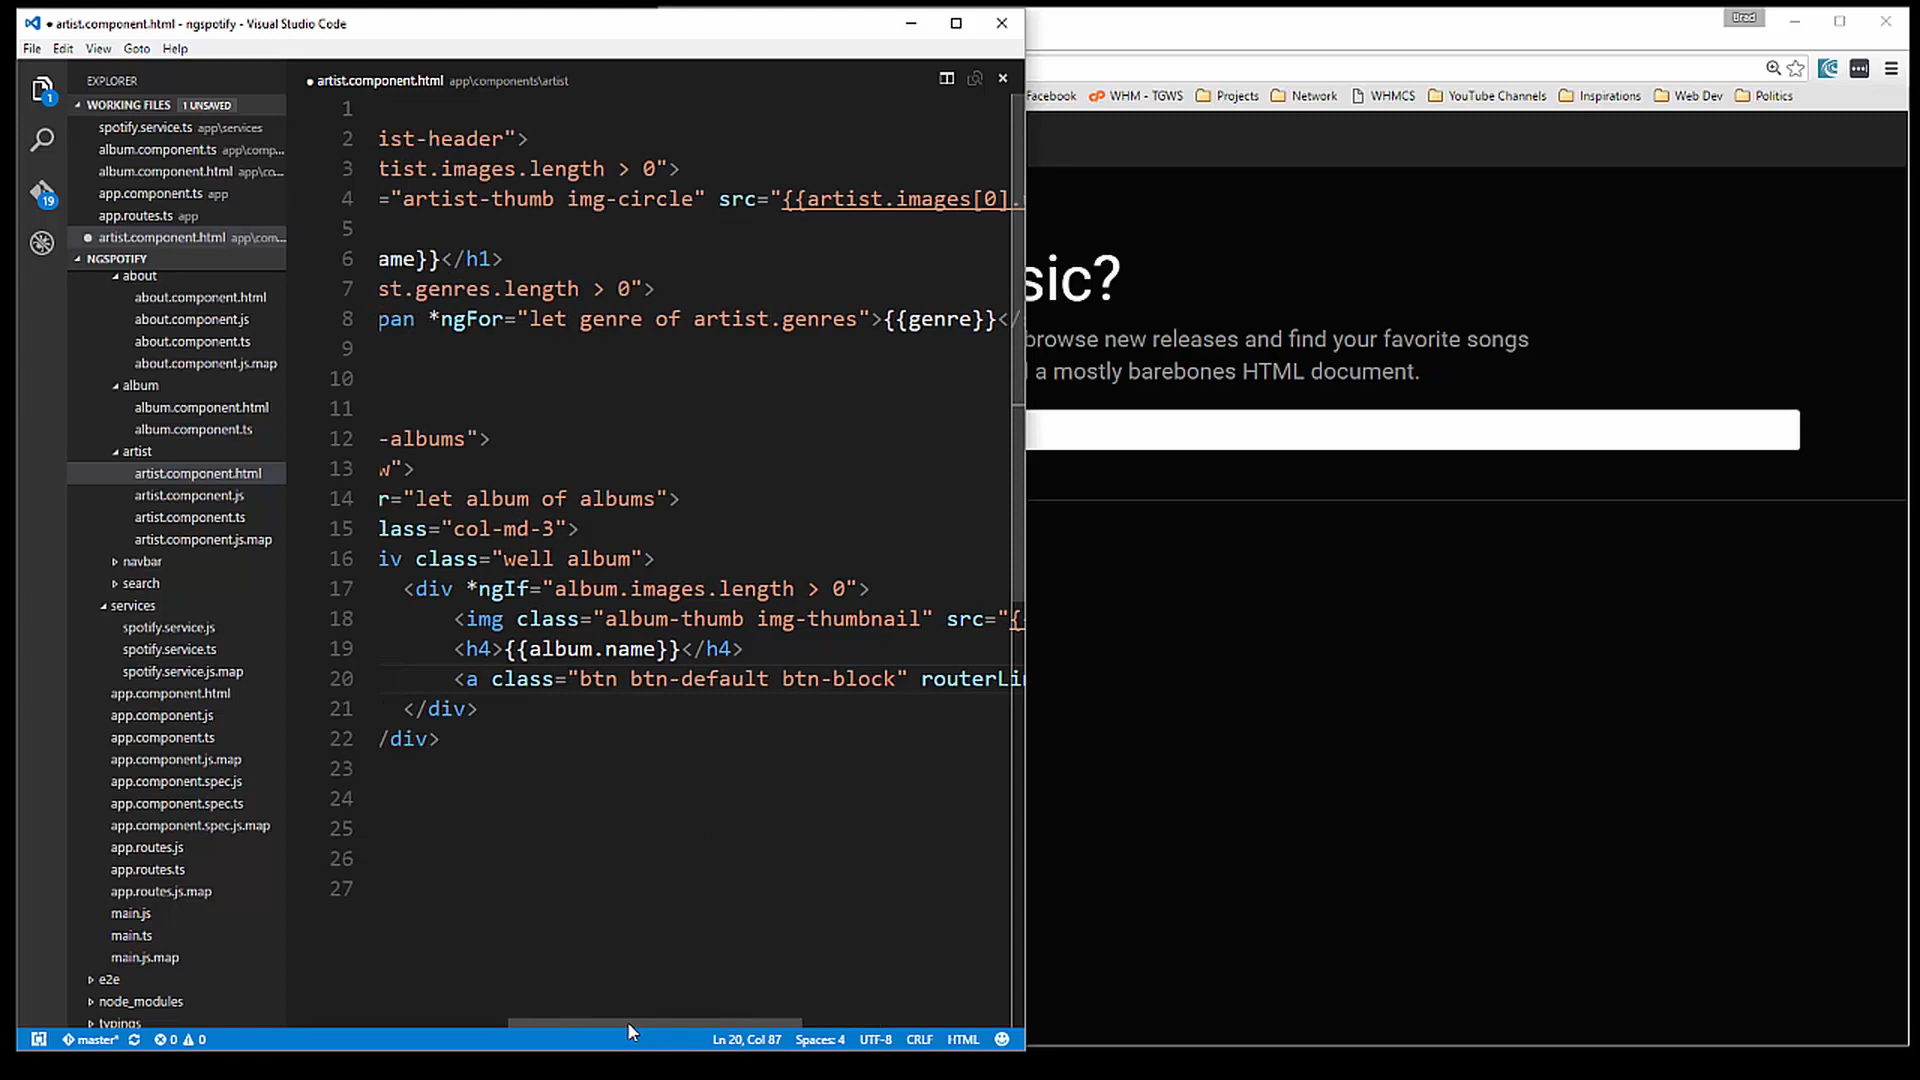 ● artist.component.html - ngspotify - Visual Studio Code
File Edit View Goto Help
EXPLORER
WORKING FILES 1 UNSAVED
spotify.service.ts app\services
album.component.ts app\comp...
album.component.html app\co...
app.component.ts app
app.routes.ts app
artist.component.html app\com...
NGSPOTIFY
about
about.component.html
about.component.js
about.component.ts
about.component.js.map
album
album.component.html
album.component.ts
artist
artist.component.html
artist.component.js
artist.component.ts
artist.component.js.map
navbar
search
services
spotify.service.js
spotify.service.ts
spotify.service.js.map
app.component.html
app.component.js
app.component.ts
app.component.js.map
app.component.spec.js
app.component.spec.ts
app.component.spec.js.map
app.routes.js
app.routes.ts
app.routes.js.map
main.js
main.ts
main.js.map
e2e
node_modules
typings
1
19
● artist.component.html app\components\artist
1
2 ist-header">
3 tist.images.length > 0">
4 ="artist-thumb img-circle" src="{{artist.images[0].
5
6 ame}}</h1>
7 st.genres.length > 0">
8 pan *ngFor="let genre of artist.genres">{{genre}}</
9
10
11
12 -albums">
13 w">
14 r="let album of albums">
15 lass="col-md-3">
16 iv class="well album">
17 <div *ngIf="album.images.length > 0">
18 <img class="album-thumb img-thumbnail" src="{
19 <h4>{{album.name}}</h4>
20 <a class="btn btn-default btn-block" routerLi
21 </div>
22 /div>
23
24
25
26
27
master* 0 0 Ln 20, Col 87 Spaces: 4 UTF-8 CRLF HTML
Brad
Facebook WHM - TGWS Projects Network WHMCS YouTube Channels Inspirations Web Dev Politics
sic?
browse new releases and find your favorite songs
a mostly barebones HTML document.